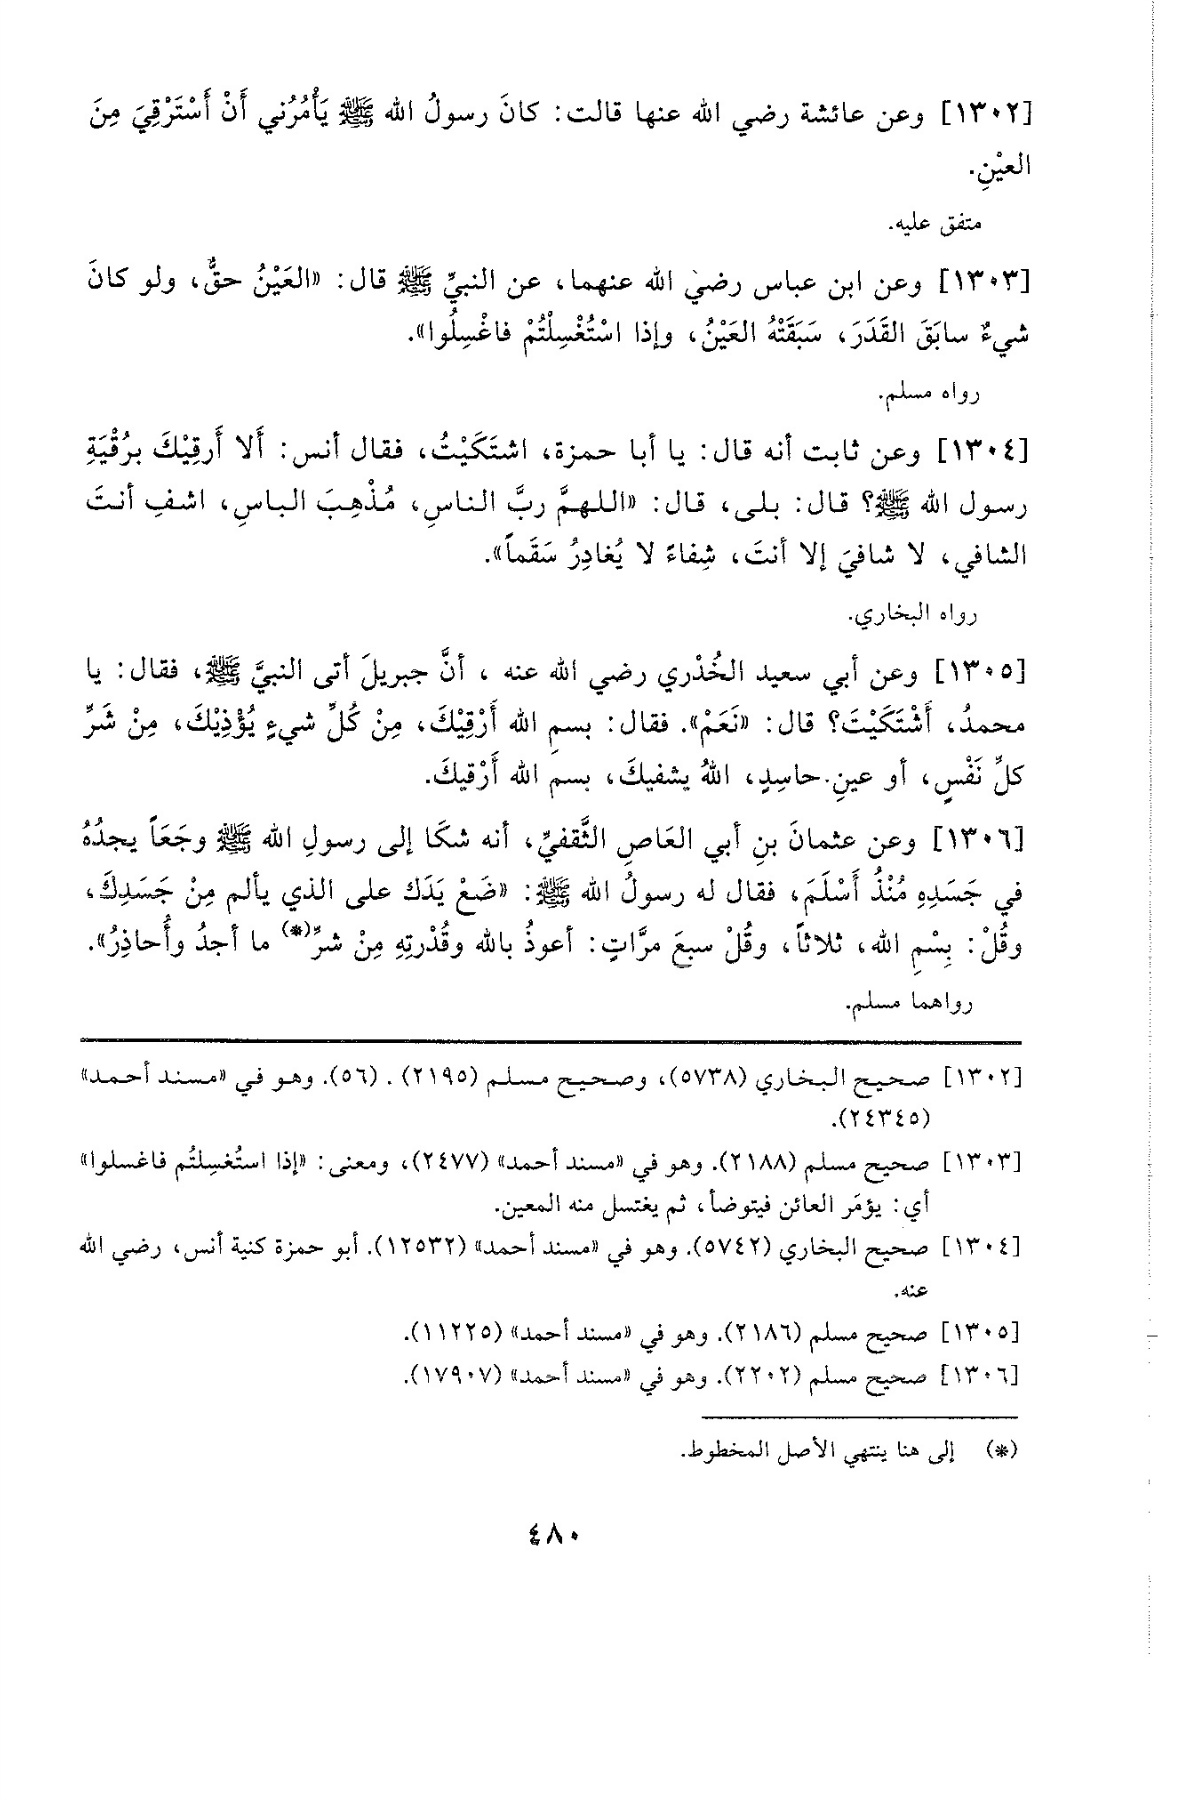 [١٣٠٢] وعن عائشة رضي الله عنها قالت: كانَ رسولُ الله ﷺ يَأْمُرُني أَنْ أَسْتَرْقِيَ مِنَ
العيْنِ.
متفق عليه.
[١٣٠٣] وعن ابن عباس رضي الله عنهما، عن النبيِّ ﷺ قال: «العَيْنُ حقٌّ، ولو كانَ
شيءٌ سابَقَ القَدَرَ، سَبَقَتْهُ العَيْنُ، وإذا اسْتُغْسِلْتُمْ فاغْسِلُوا».
رواه مسلم.
[١٣٠٤] وعن ثابت أنه قال: يا أبا حمزة، اشتَكَيْتُ، فقال أنس: أَلا أَرقِيْكَ برُقْيَةِ
رسول الله ﷺ؟ قال: بلى، قال: «اللهمَّ ربَّ الناسِ، مُذْهِبَ الباسِ، اشفِ أنتَ
الشافي، لا شافيَ إلا أنتَ، شِفاءً لا يُغادِرُ سَقَماً».
رواه البخاري.
[١٣٠٥] وعن أبي سعيد الخُدْري رضي الله عنه ، أنَّ جبريلَ أتى النبيَّ ﷺ، فقال: يا
محمدُ، أَشْتَكَيْتَ؟ قال: «نَعَمْ». فقال: بسمِ الله أَرْقِيْكَ، مِنْ كُلِّ شيءٍ يُؤْذِيْكَ، مِنْ شَرِّ
كلِّ نَفْسٍ، أو عينِ حاسِدٍ، اللهُ يشفيكَ، بسم الله أَرْقيكَ.
[١٣٠٦] وعن عثمانَ بنِ أبي العَاصِ الثَّقفيِّ، أنه شكَا إلى رسولِ الله ﷺ وجَعَاً يجدُهُ
في جَسَدِهِ مُنْذُ أَسْلَمَ، فقال له رسولُ الله ﷺ: «ضَعْ يَدَك على الذي يألم مِنْ جَسَدِكَ،
وقُلْ: بِسْمِ الله، ثلاثاً، وقُلْ سبعَ مرَّاتٍ: أعوذُ بالله وقُدْرتِهِ مِنْ شرِّ(*) ما أجدُ وأُحاذِرُ».
رواهما مسلم.
[١٣٠٢] صحيح البخاري (٥٧٣٨)، وصحيح مسلم (٢١٩٥) . (٥٦). وهو في «مسند أحمد»
(٢٤٣٤٥).
[١٣٠٣] صحيح مسلم (٢١٨٨). وهو في «مسند أحمد» (٢٤٧٧)، ومعنى: «إذا استُغسِلتُم فاغسلوا»
أي: يؤمَر العائن فيتوضأ، ثم يغتسل منه المعين.
[١٣٠٤] صحيح البخاري (٥٧٤٢). وهو في «مسند أحمد» (١٢٥٣٢). أبو حمزة كنية أنس، رضي الله
عنه.
[١٣٠٥] صحيح مسلم (٢١٨٦). وهو في «مسند أحمد» (١١٢٢٥).
[١٣٠٦] صحيح مسلم (٢٢٠٢). وهو في «مسند أحمد» (١٧٩٠٧).
(*) إلى هنا ينتهي الأصل المخطوط.
٤٨٠